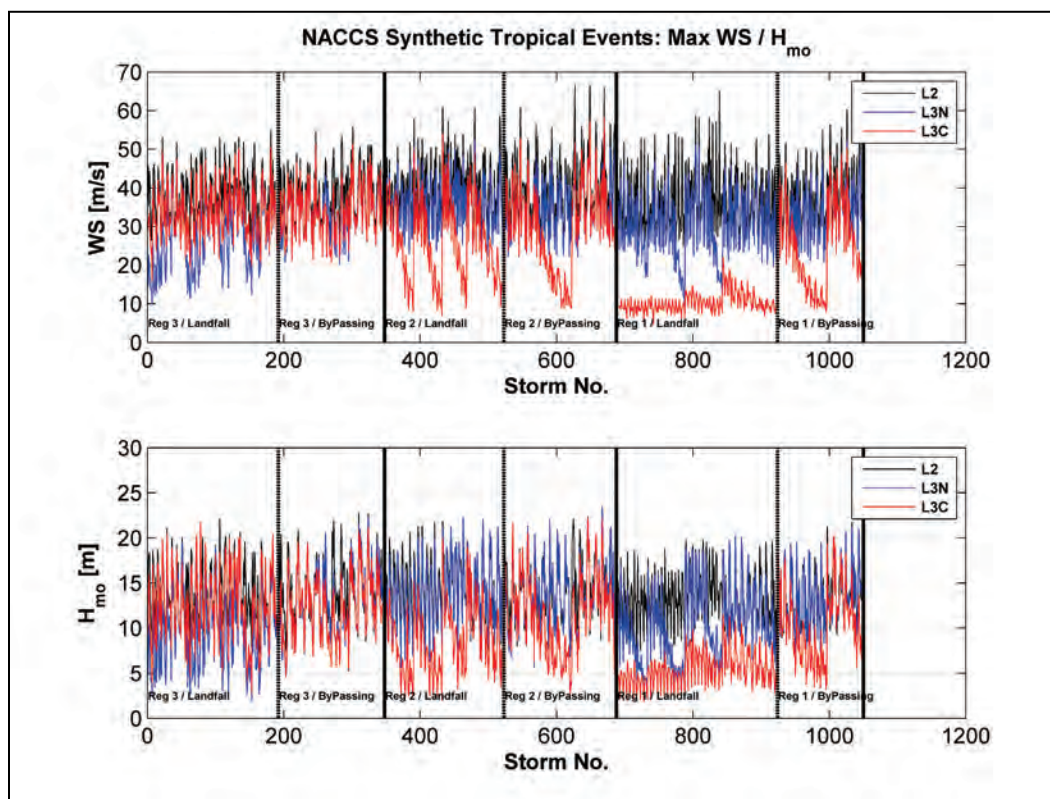 NACCS Synthetic Tropical Events: Max WS / Hmo
70
60
50
40
30
20
10
0
WS [m/s]
L2
L3N
L3C
Reg 3 / Landfall
Reg 3 / ByPassing
Reg 2 / Landfall
Reg 2 / ByPassing
Reg 1 / Landfall
Reg 1 / ByPassing
0 200 400 600 800 1000 1200
Storm No.
30
25
20
15
10
5
0
Hmo [m]
L2
L3N
L3C
Reg 3 / Landfall
Reg 3 / ByPassing
Reg 2 / Landfall
Reg 2 / ByPassing
Reg 1 / Landfall
Reg 1 / ByPassing
0 200 400 600 800 1000 1200
Storm No.